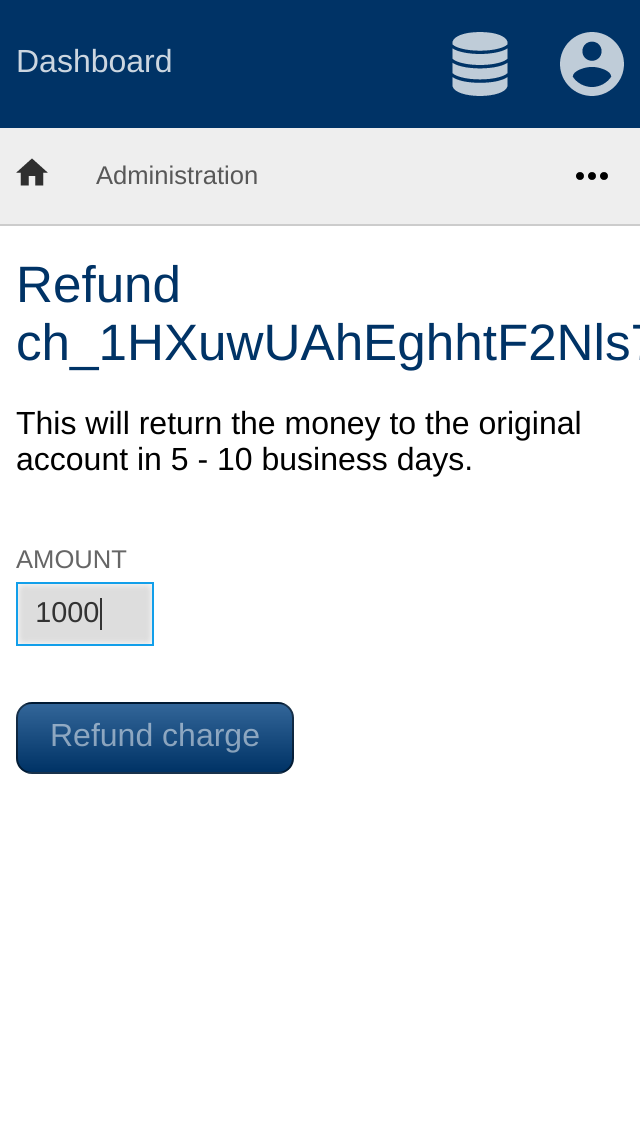 Dashboard
Administration
Refund
ch_1HXuwUAhEghhtF2Nls
This will return the money to the original
account in 5 - 10 business days.
AMOUNT
1000
Refund charge